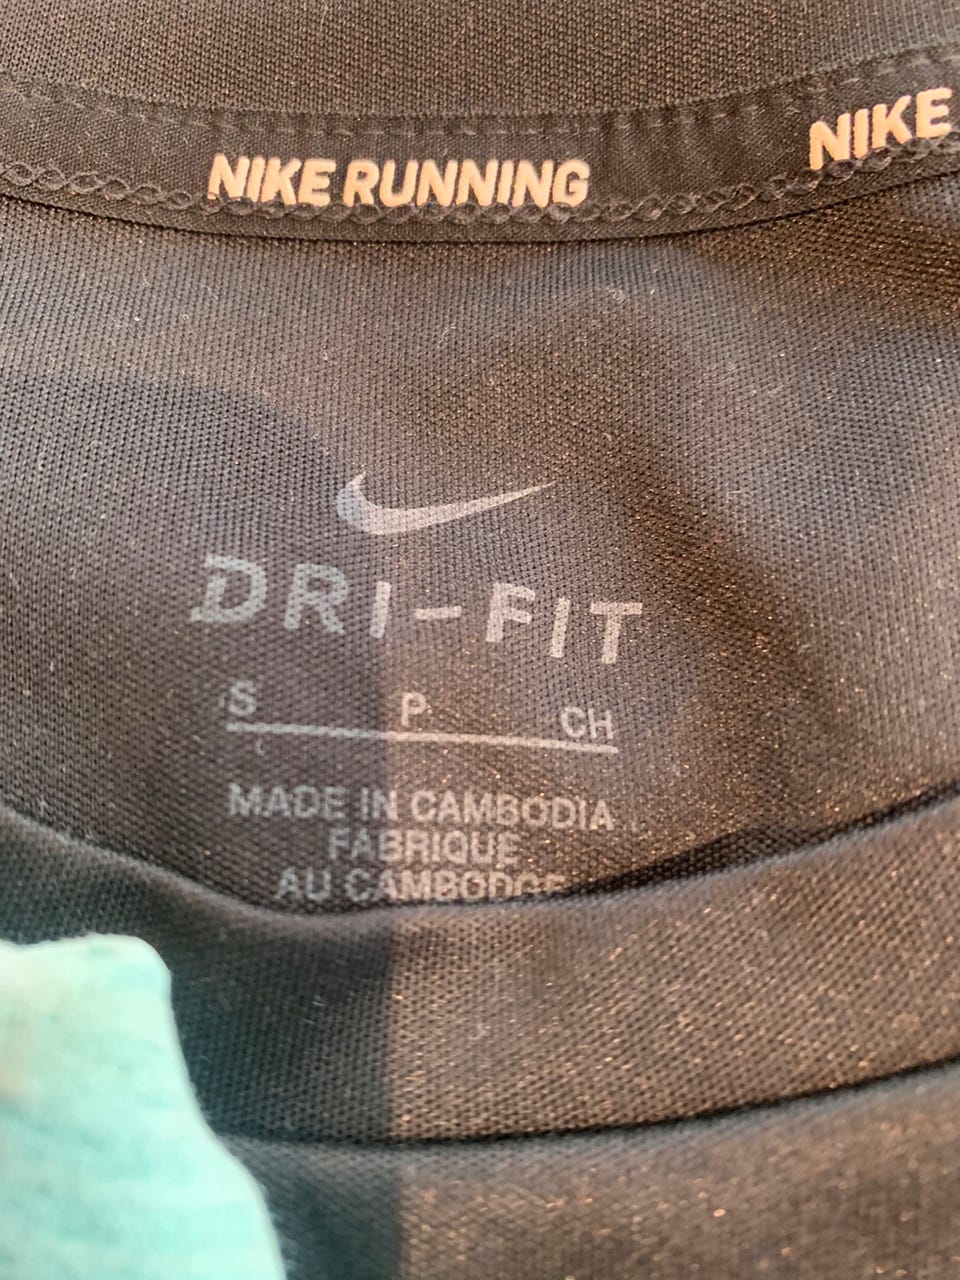 NIKE RUNNING
NIKE
DRI-FIT
S P CH
MADE IN CAMBODIA
FABRIQUE
AU CAMBODGE